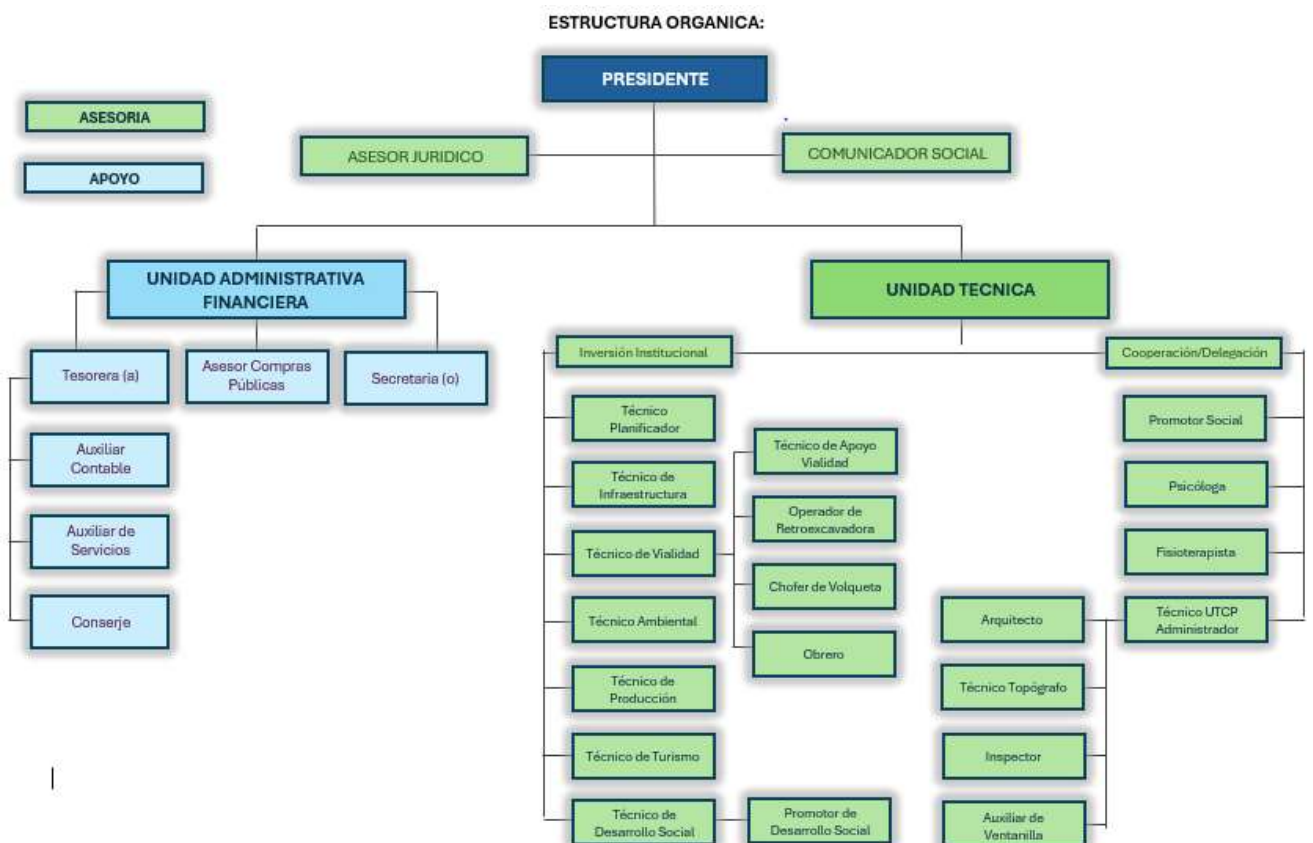 ESTRUCTURA ORGANICA:
PRESIDENTE
ASESORIA
APOYO
ASESOR JURIDICO
COMUNICADOR SOCIAL
UNIDAD ADMINISTRATIVA
FINANCIERA
UNIDAD TECNICA
Tesorera (a)
Asesor Compras
Públicas
Secretaria (o)
Auxiliar
Contable
Auxiliar de
Servicios
Conserje
Inversión Institucional
Cooperación/Delegación
Técnico
Planificador
Técnico de
Infraestructura
Técnico de Vialidad
Técnico Ambiental
Técnico de
Producción
Técnico de Turismo
Técnico de
Desarrollo Social
Técnico de Apoyo
Vialidad
Operador de
Retroexcavadora
Chofer de Volqueta
Obrero
Promotor de
Desarrollo Social
Promotor Social
Psicóloga
Fisioterapista
Técnico UTCP
Administrador
Arquitecto
Técnico Topógrafo
Inspector
Auxiliar de
Ventanilla